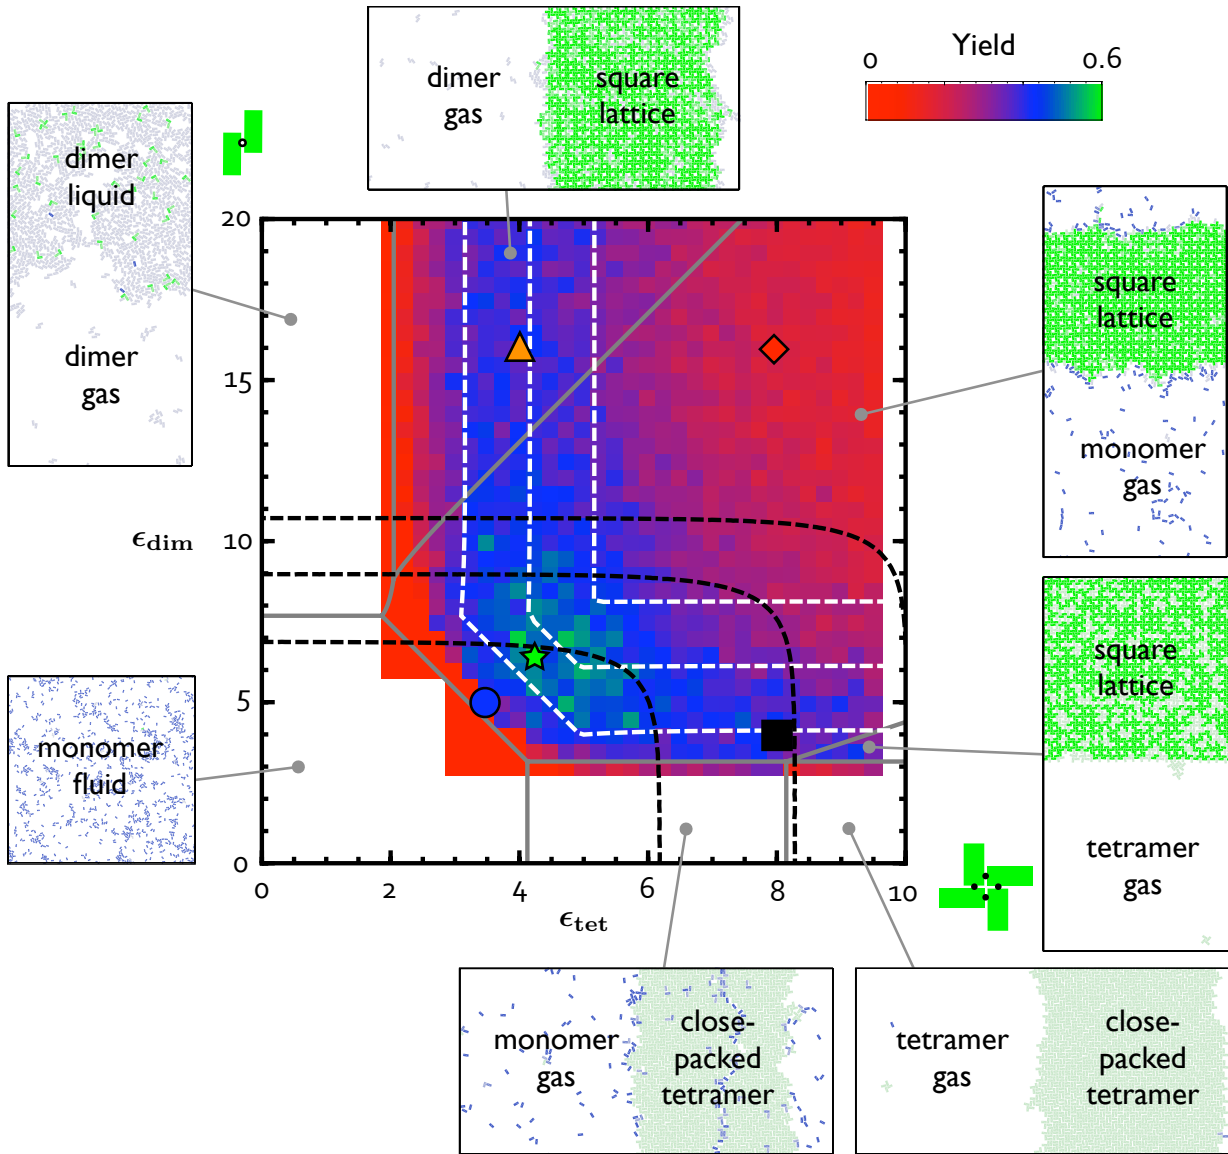 dimer
gas
square
lattice
Yield
0
0.6
dimer
liquid
dimer
gas
square
lattice
monomer
gas
20
15
10
5
0
ϵdim
monomer
fluid
square
lattice
tetramer
gas
0
2
4
6
8
10
ϵtet
monomer
gas
close-
packed
tetramer
tetramer
gas
close-
packed
tetramer